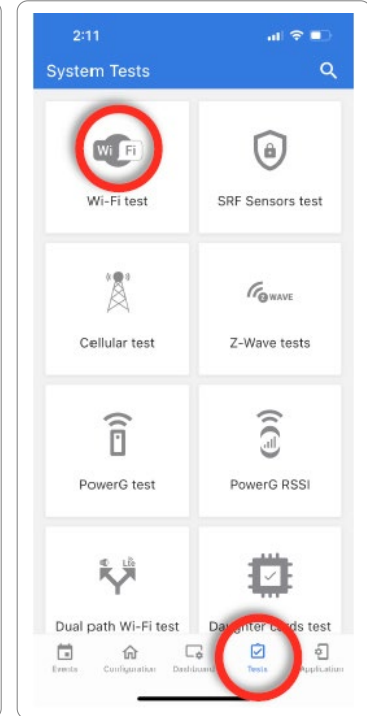 2:11
System Tests
Wi Fi
Wi-Fi test
SRF Sensors test
Z WAVE
Cellular test
Z-Wave tests
PowerG test
PowerG RSSI
Lte
Dual path Wi-Fi test
Daughter cards test
Events
Configuration
Dashboard
Tests
Application